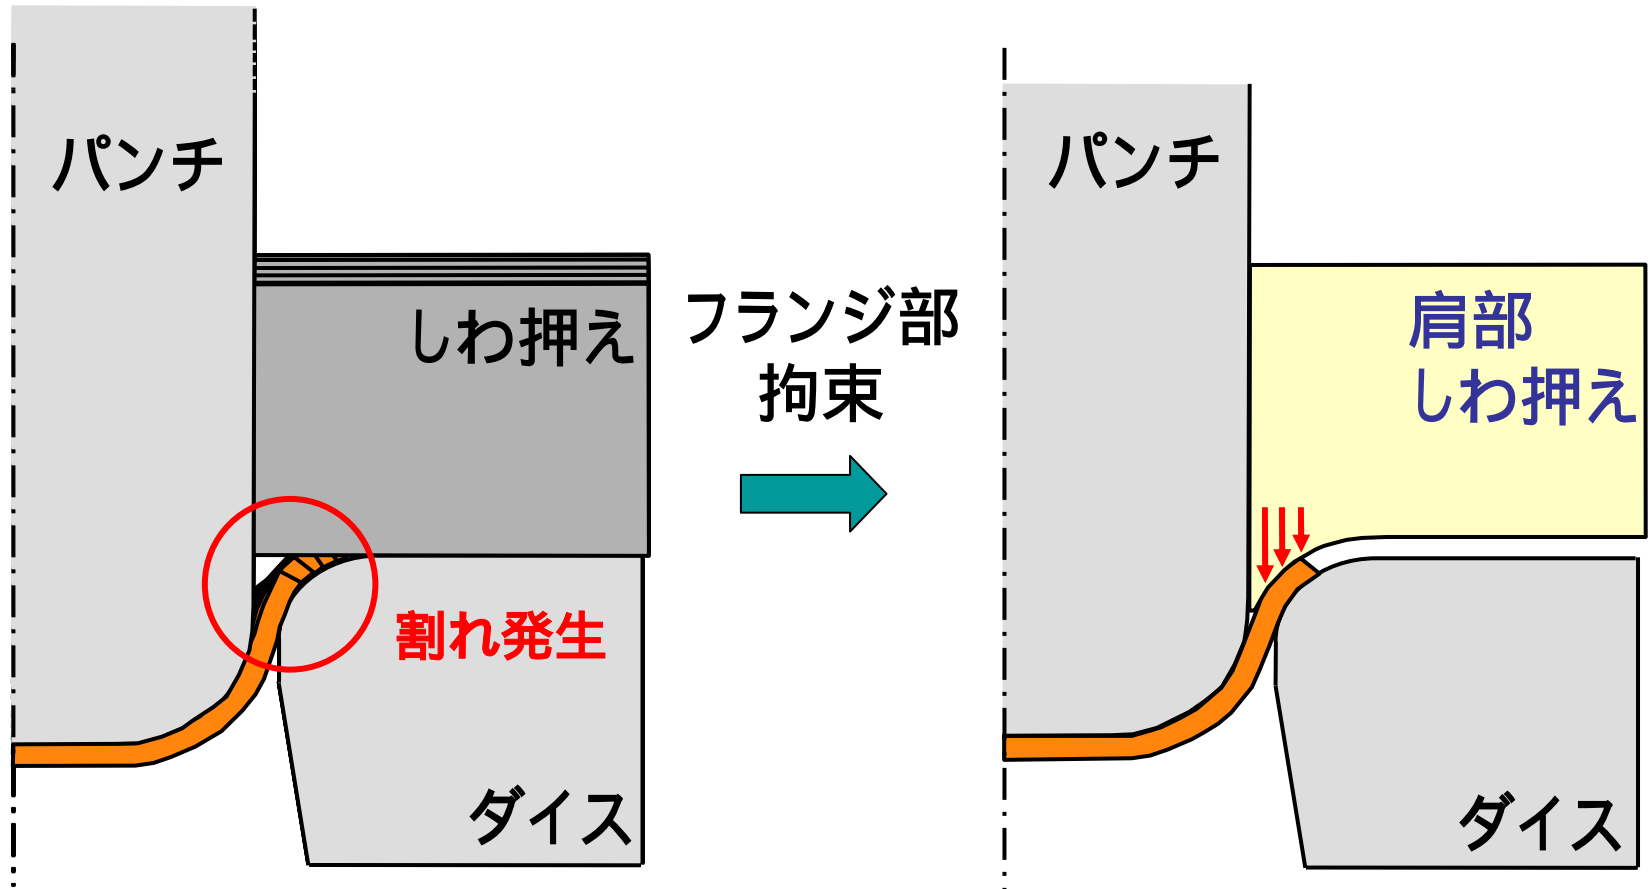 パンチ
しわ押え
割れ発生
ダイス
フランジ部
拘束
パンチ
肩部
しわ押え
ダイス